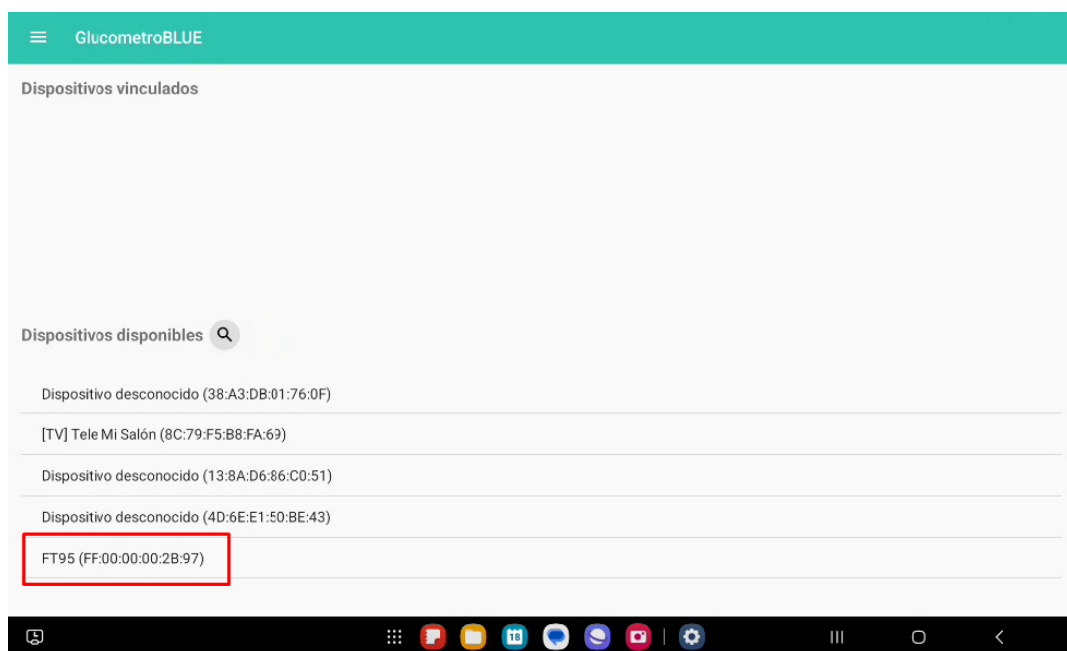 GlucometroBLUE
Dispositivos vinculados
Dispositivos disponibles
Dispositivo desconocido (38:A3:DB:01:76:0F)
[TV] Tele Mi Salón (8C:79:F5:B8:FA:69)
Dispositivo desconocido (13:8A:D6:86:C0:51)
Dispositivo desconocido (4D:6E:E1:50:BE:43)
FT95 (FF:00:00:00:2B:97)
18